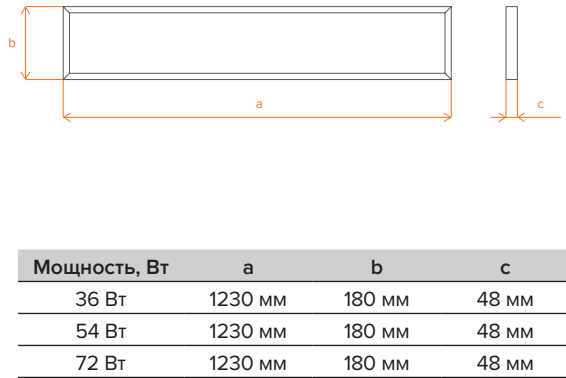 b
a
c
Мощность, Вт a b c
36 Вт 1230 мм 180 мм 48 мм
54 Вт 1230 мм 180 мм 48 мм
72 Вт 1230 мм 180 мм 48 мм